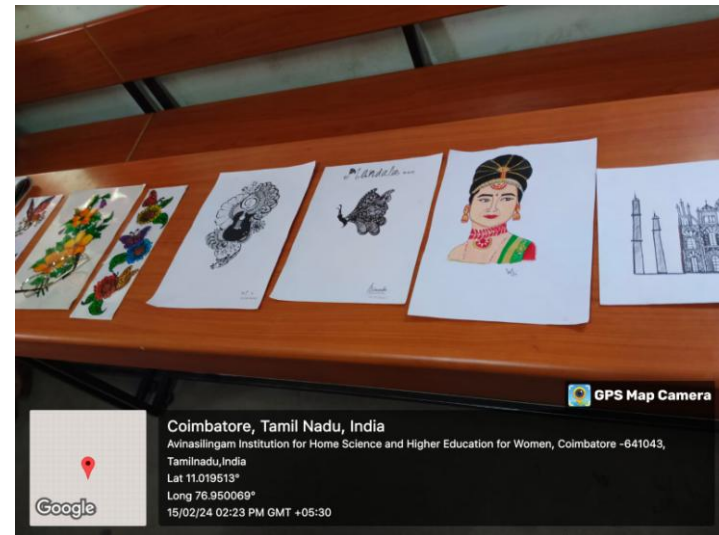 Mandala
GPS Map Camera
Coimbatore, Tamil Nadu, India
Avinasilingam Institution for Home Science and Higher Education for Women, Coimbatore -641043,
Tamilnadu,India
Lat 11.019513°
Long 76.950069°
15/02/24 02:23 PM GMT +05:30
Google